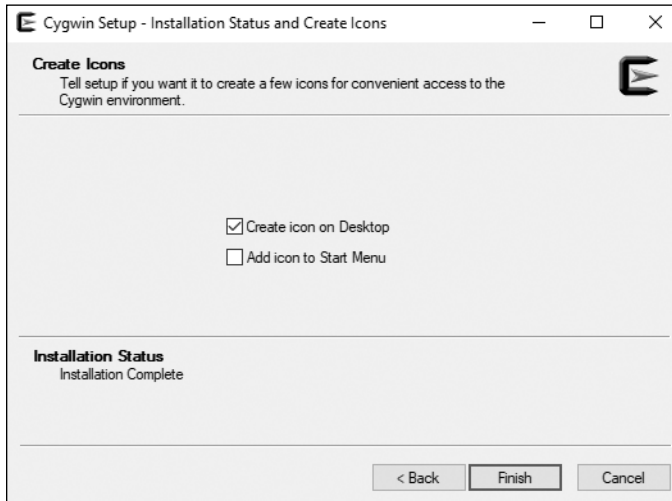 Cygwin Setup - Installation Status and Create Icons
Create Icons
Tell setup if you want it to create a few icons for convenient access to the
Cygwin environment.
Create icon on Desktop
Add icon to Start Menu
Installation Status
Installation Complete
< Back Finish Cancel